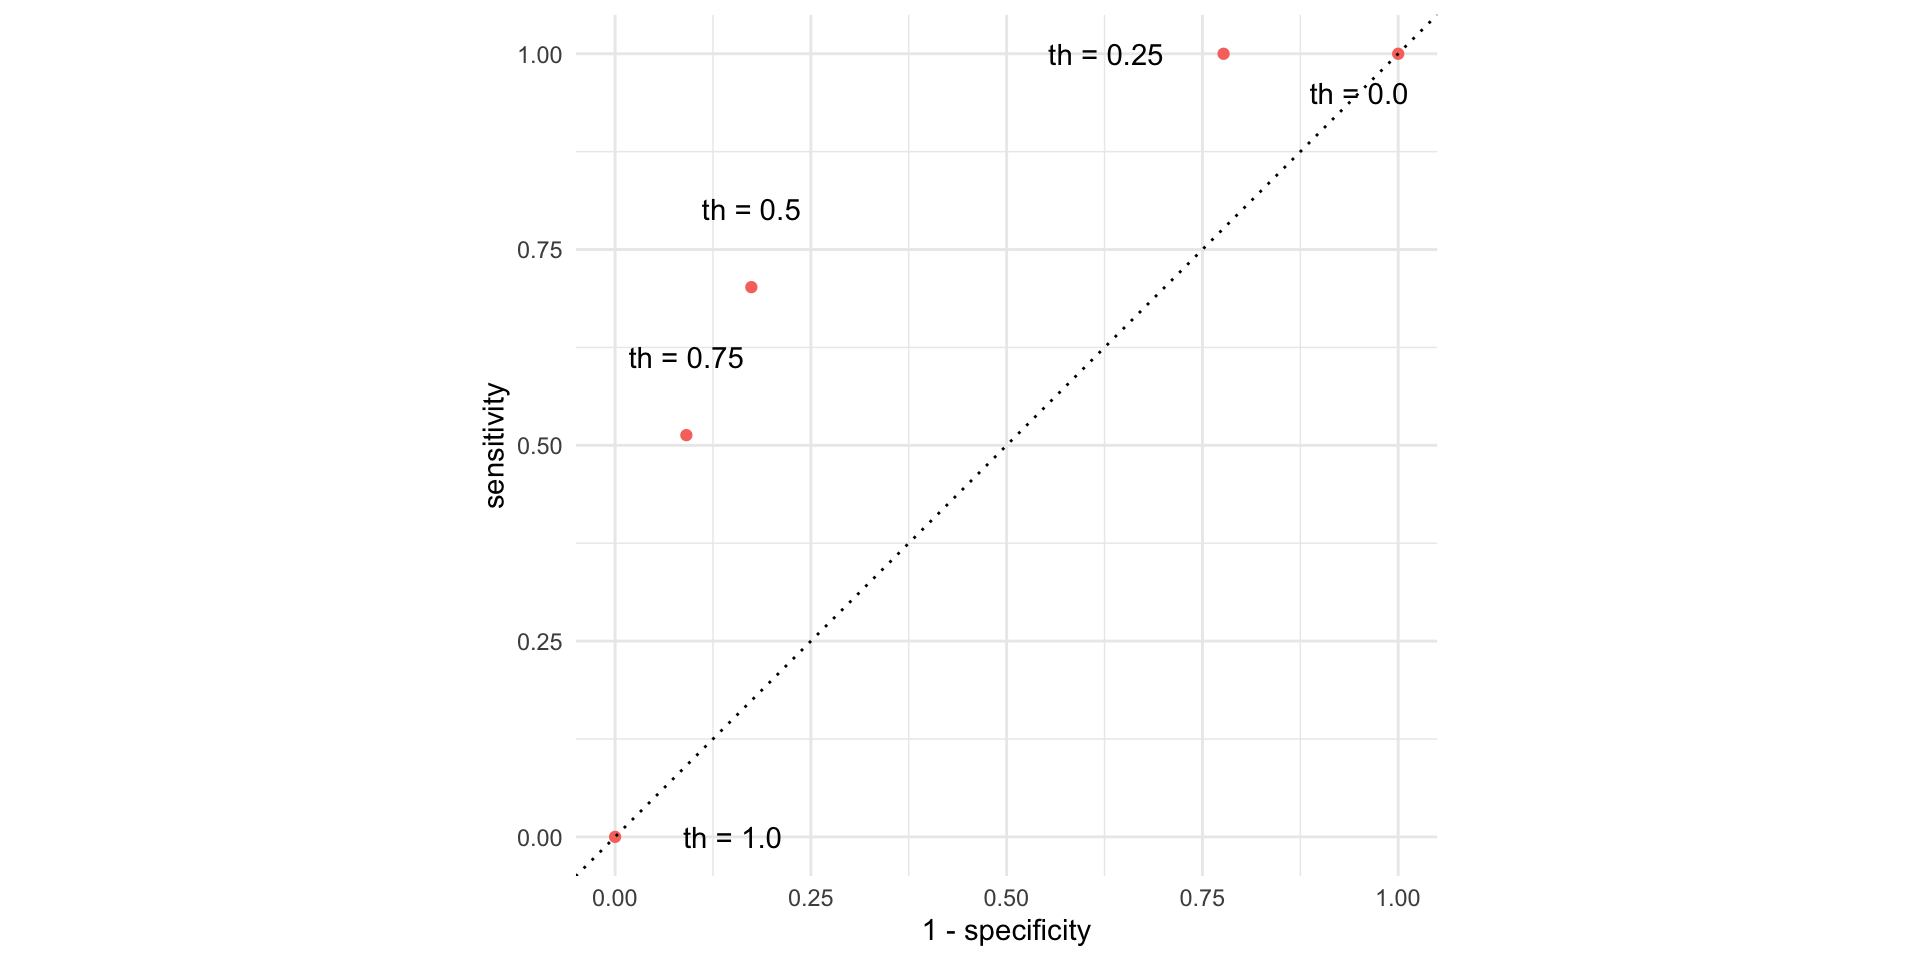 1.00
th = 0.25
th = 0.0
th = 0.5
0.75
th = 0.75
0.50
sensitivity
0.25
0.00
th = 1.0
0.00 0.25 0.50 0.75 1.00
1 - specificity